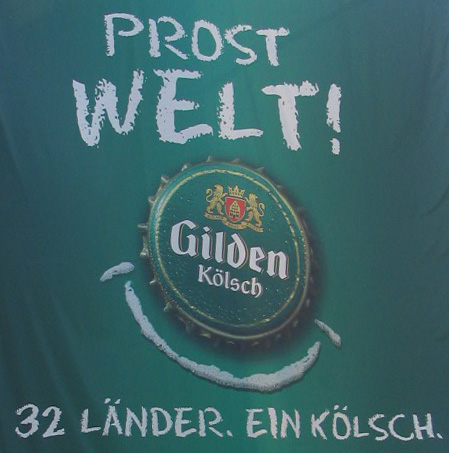 PROST
WELT!
Gilden
Kölsch
32 LÄNDER. EIN KÖLSCH.